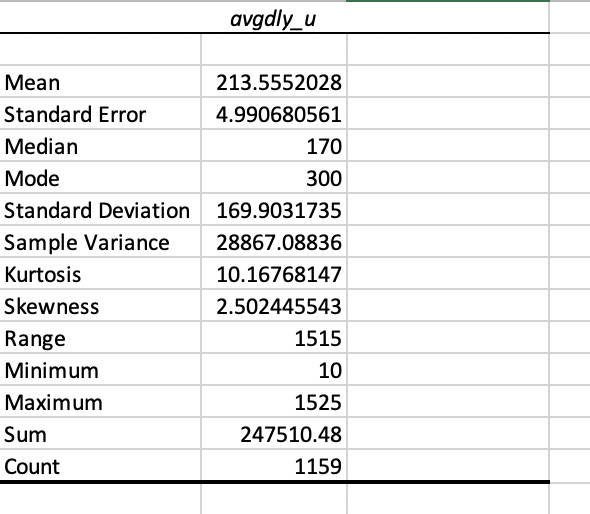 avgdly_u
Mean 213.5552028
Standard Error 4.990680561
Median 170
Mode 300
Standard Deviation 169.9031735
Sample Variance 28867.08836
Kurtosis 10.16768147
Skewness 2.502445543
Range 1515
Minimum 10
Maximum 1525
Sum 247510.48
Count 1159